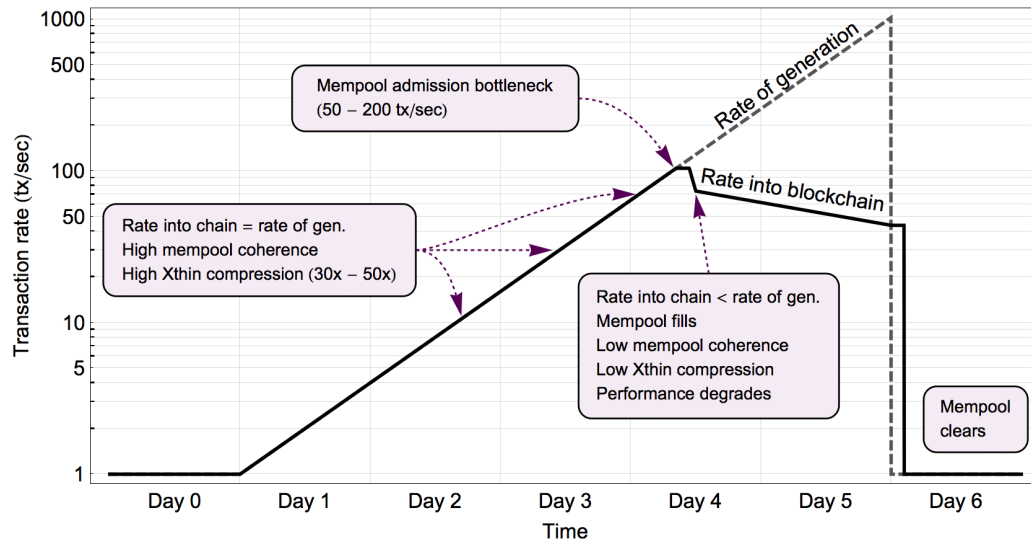 1000
500
100
50
10
5
1
Transaction rate (tx/sec)
Mempool admission bottleneck
(50 – 200 tx/sec)
Rate of generation
Rate into blockchain
Rate into chain = rate of gen.
High mempool coherence
High Xthin compression (30x – 50x)
Rate into chain < rate of gen.
Mempool fills
Low mempool coherence
Low Xthin compression
Performance degrades
Mempool
clears
Day 0 Day 1 Day 2 Day 3 Day 4 Day 5 Day 6
Time